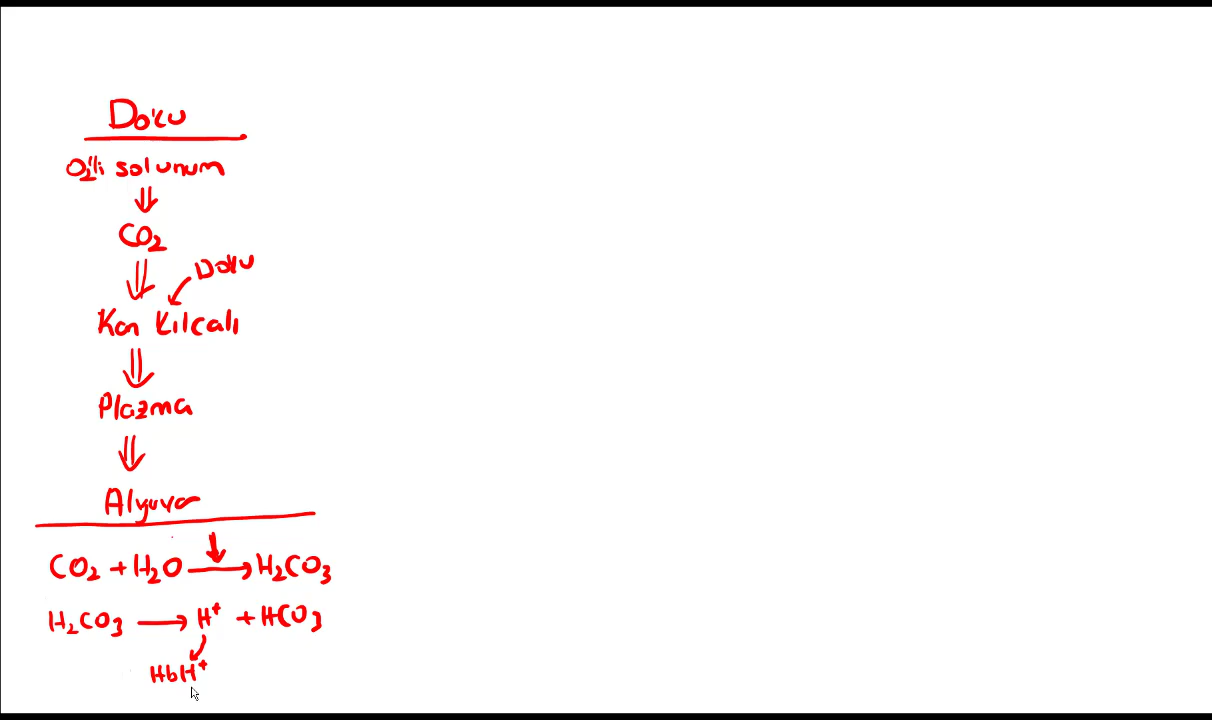 Doku
O₂'li solunum
CO₂
Doku
Kan kılcalı
Plazma
Alyuvar
CO₂ + H₂O → H₂CO₃
H₂CO₃ → H⁺ + HCO₃
HbH⁺